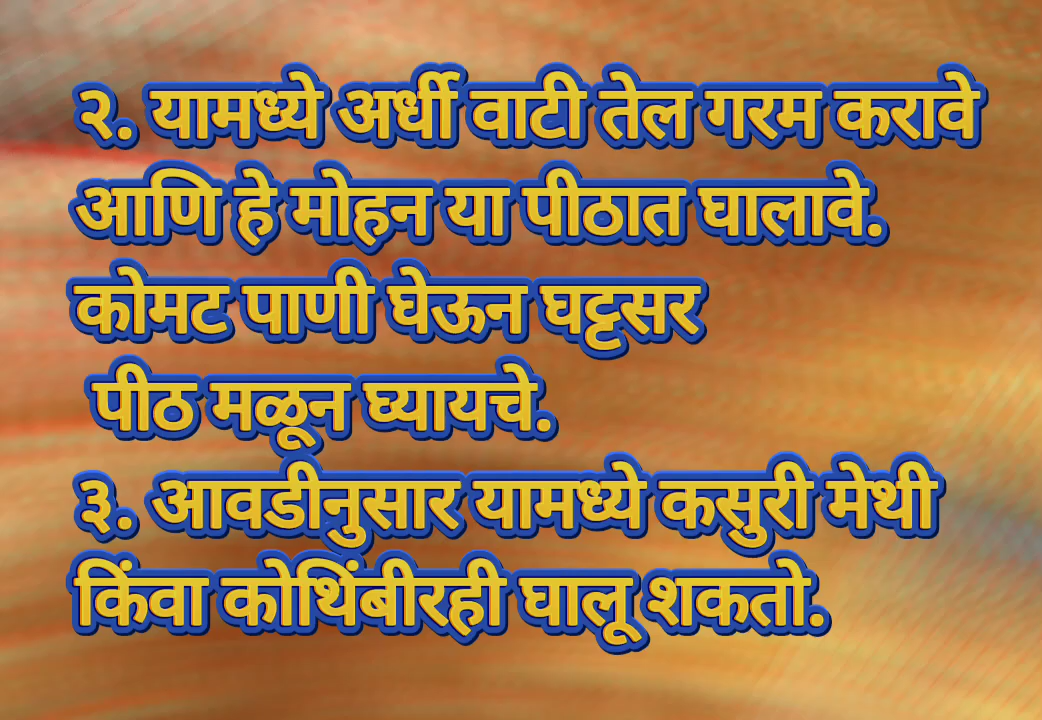 २. यामध्ये अर्धी वाटी तेल गरम करावे
आणि हे मोहन या पीठात घालावे.
कोमट पाणी घेऊन घट्टसर
पीठ मळून घ्यायचे.
३. आवडीनुसार यामध्ये कसुरी मेथी
किंवा कोथिंबीरही घालू शकतो.